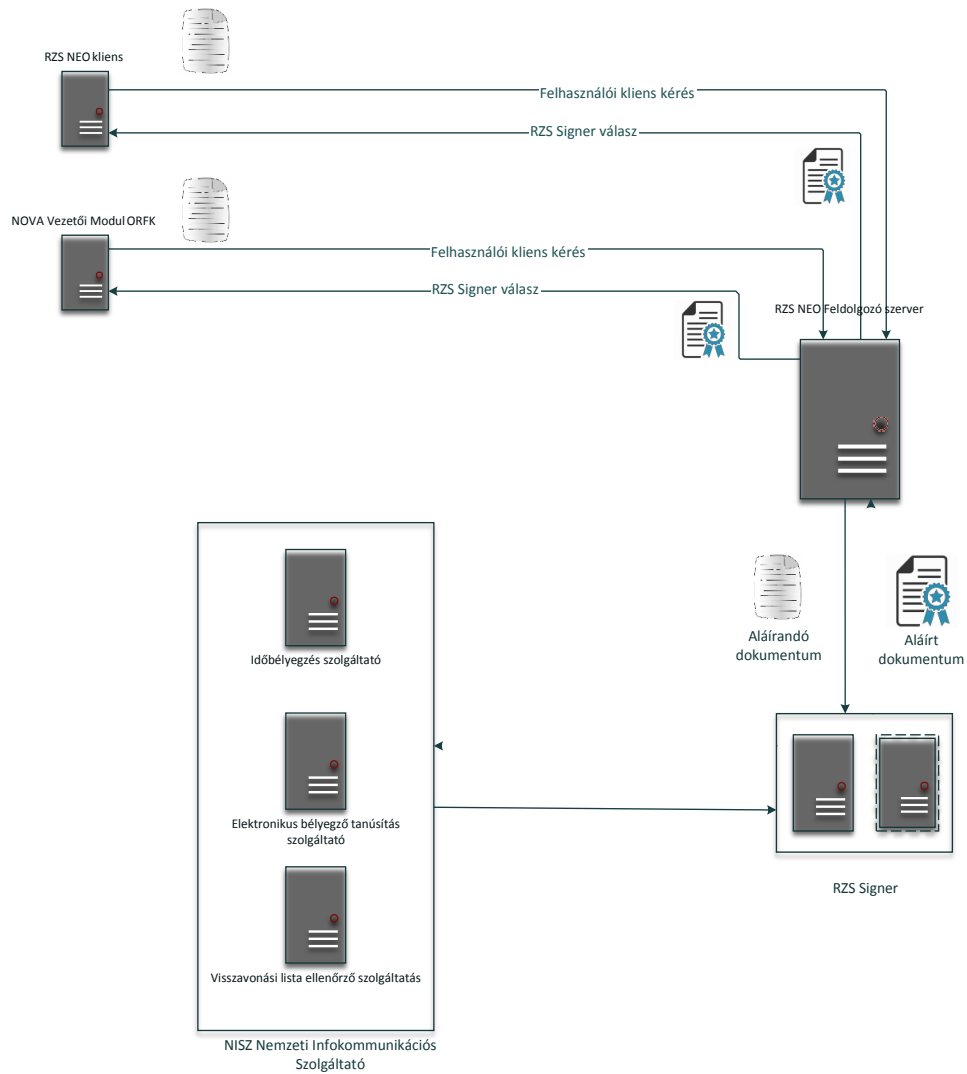 RZS NEO kliens
Felhasználói kliens kérés
RZS Signer válasz
NOVA Vezetői Modul ORFK
Felhasználói kliens kérés
RZS Signer válasz
RZS NEO Feldolgozó szerver
Aláírandó
dokumentum
Aláírt
dokumentum
Időbélyegzés szolgáltató
Elektronikus bélyegző tanúsítás
szolgáltató
Visszavonási lista ellenőrző szolgáltatás
RZS Signer
NISZ Nemzeti Infokommunikációs
Szolgáltató